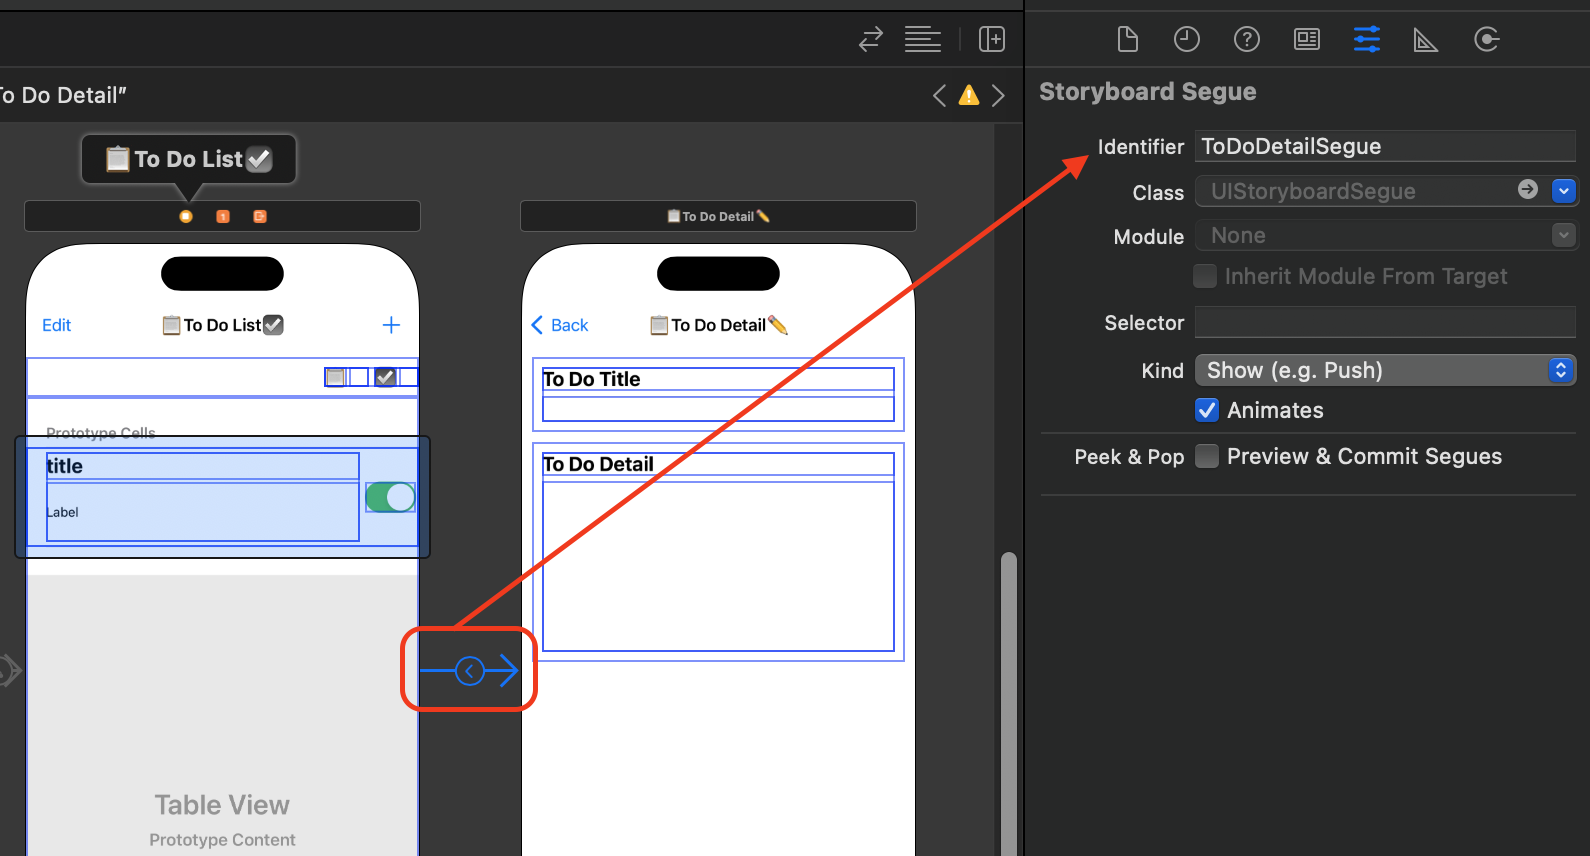 To Do Detail”
📋To Do List☑️
📋To Do Detail✏️
Edit
📋To Do List☑️
+
Back
📋To Do Detail✏️
📋
☑️
Prototype Cells
title
Label
Table View
Prototype Content
To Do Title
To Do Detail
Storyboard Segue
Identifier ToDoDetailSegue
Class UIStoryboardSegue
Module None
Inherit Module From Target
Selector
Kind Show (e.g. Push)
Animates
Peek & Pop Preview & Commit Segues